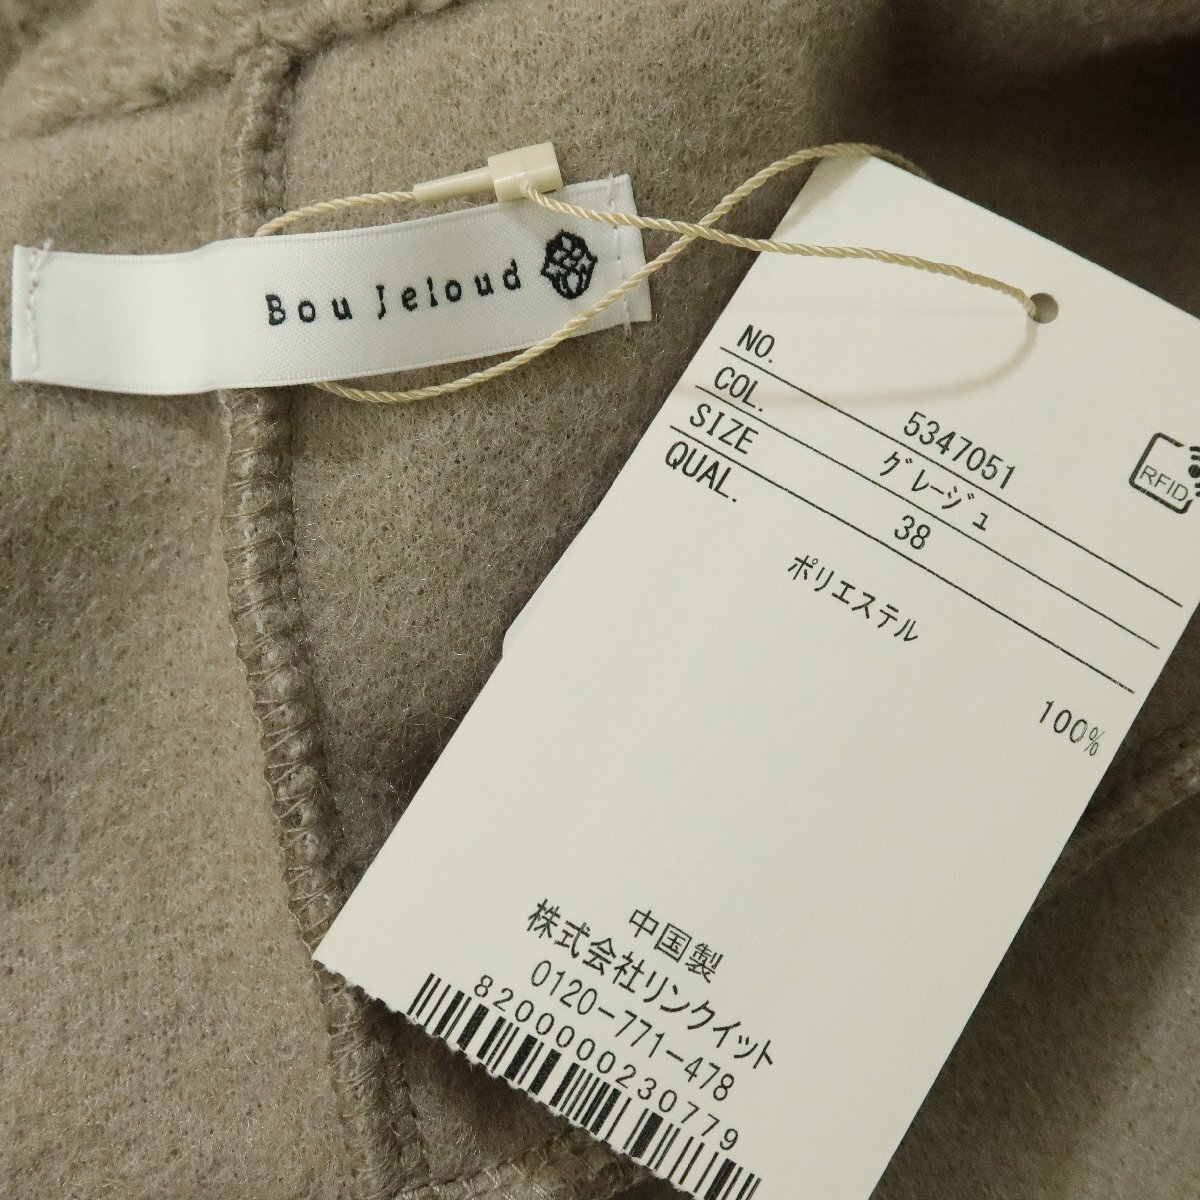 Bou Jeloud
NO. 5347051
COL. グレージュ
SIZE 38
QUAL.
ポリエステル 100%
RFID
中国製
株式会社リンクイット
0120-771-478
8200000230779